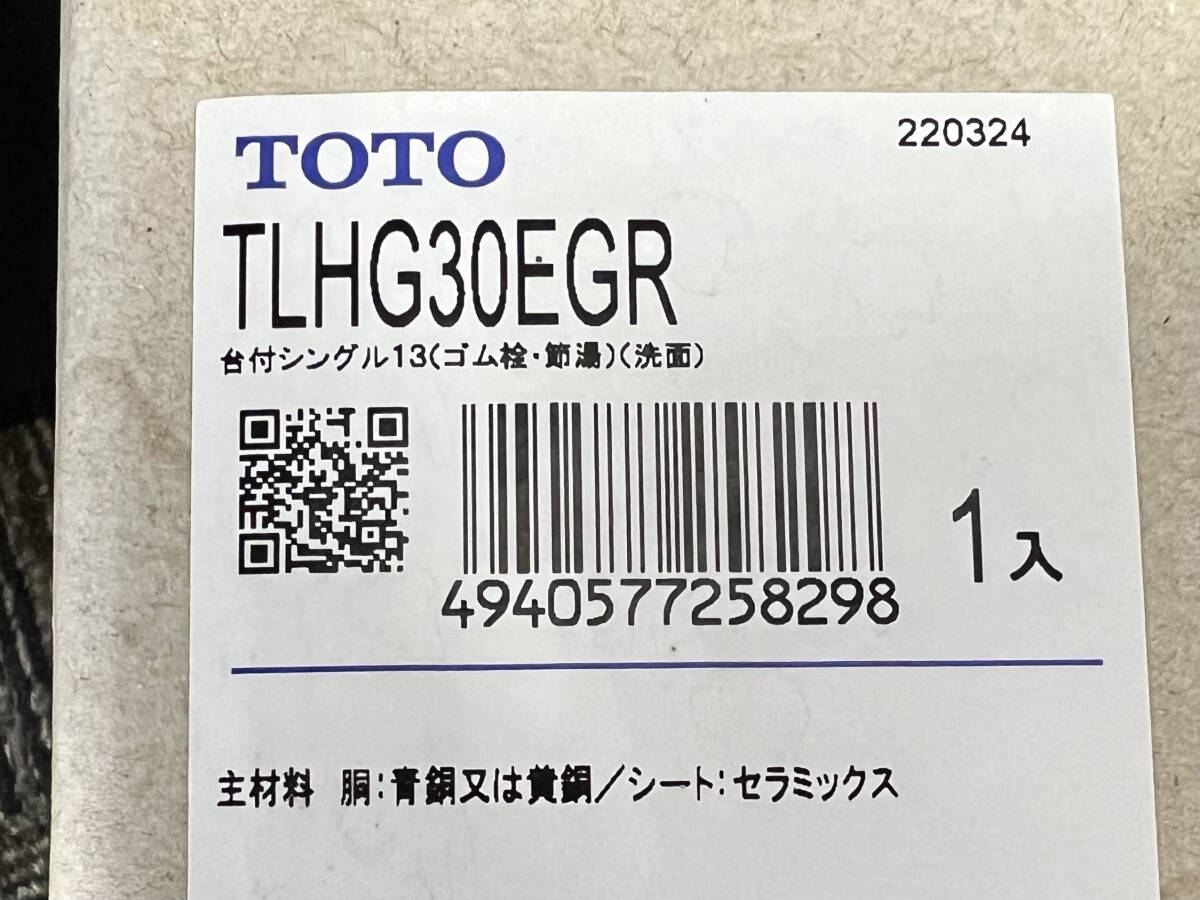 TOTO
220324
TLHG30EGR
台付シングル13(ゴム栓・節湯)(洗面)
4940577258298
1入
主材料 胴:青銅又は黄銅/シート:セラミックス